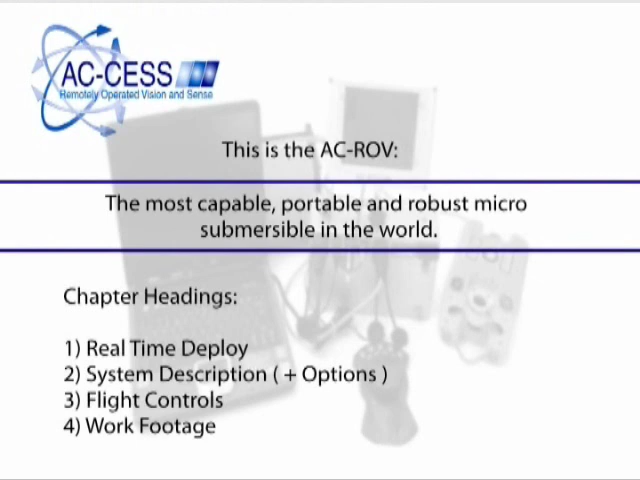 AC-CESS
Remotely Operated Vision and Sense
This is the AC-ROV:
The most capable, portable and robust micro
submersible in the world.
Chapter Headings:
1) Real Time Deploy
2) System Description ( + Options )
3) Flight Controls
4) Work Footage